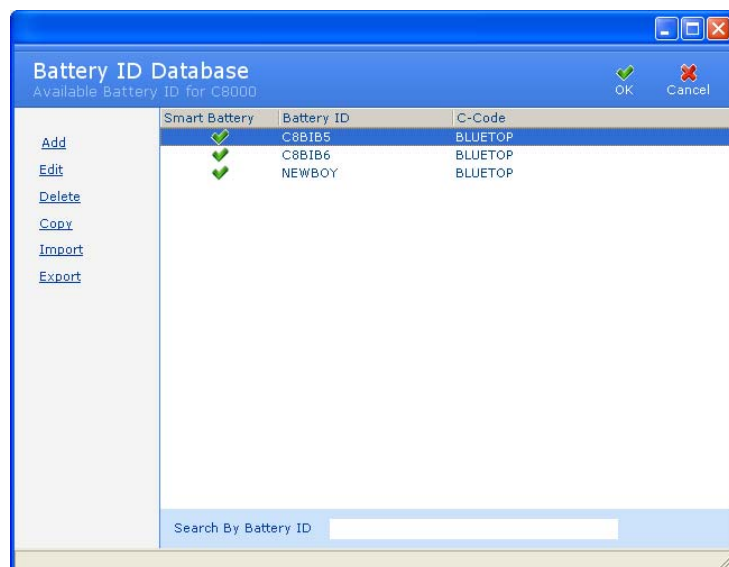 Battery ID Database
Available Battery ID for C8000
OK Cancel
Smart Battery Battery ID C-Code
C8BIB5 BLUETOP
C8BIB6 BLUETOP
NEWBOY BLUETOP
Add
Edit
Delete
Copy
Import
Export
Search By Battery ID